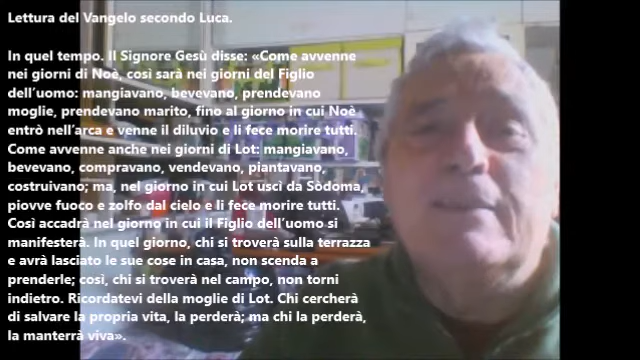 Lettura del Vangelo secondo Luca.
In quel tempo. Il Signore Gesù disse: «Come avvenne
nei giorni di Noè, così sarà nei giorni del Figlio
dell'uomo: mangiavano, bevevano, prendevano
moglie, prendevano marito, fino al giorno in cui Noè
entrò nell'arca e venne il diluvio e li fece morire tutti.
Come avvenne anche nei giorni di Lot: mangiavano,
bevevano, compravano, vendevano, piantavano,
costruivano; ma, nel giorno in cui Lot uscì da Sòdoma,
piovve fuoco e zolfo dal cielo e li fece morire tutti.
Così accadrà nel giorno in cui il Figlio dell'uomo si
manifesterà. In quel giorno, chi si troverà sulla terrazza
e avrà lasciato le sue cose in casa, non scenda a
prenderle; così, chi si troverà nel campo, non torni
indietro. Ricordatevi della moglie di Lot. Chi cercherà
di salvare la propria vita, la perderà; ma chi la perderà,
la manterrà viva».